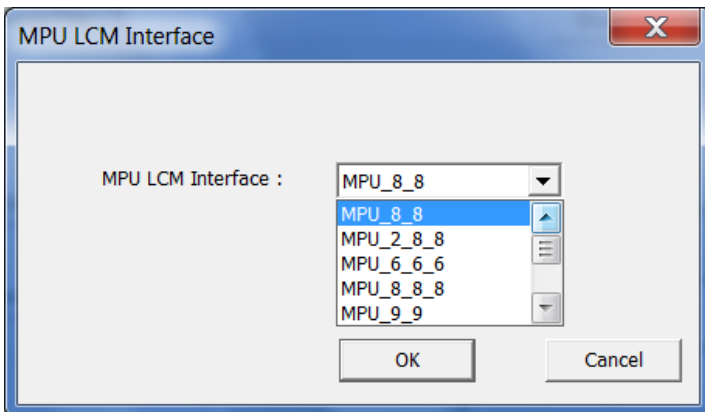 MPU LCM Interface
MPU LCM Interface : MPU_8_8
MPU_8_8
MPU_2_8_8
MPU_6_6_6
MPU_8_8_8
MPU_9_9
OK Cancel